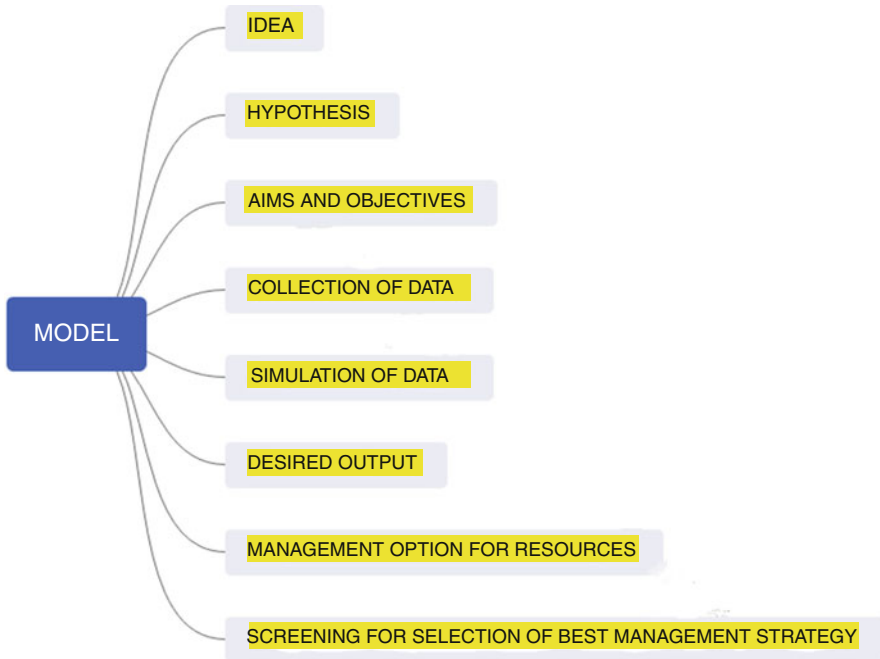 IDEA
HYPOTHESIS
AIMS AND OBJECTIVES
COLLECTION OF DATA
MODEL
SIMULATION OF DATA
DESIRED OUTPUT
MANAGEMENT OPTION FOR RESOURCES
SCREENING FOR SELECTION OF BEST MANAGEMENT STRATEGY